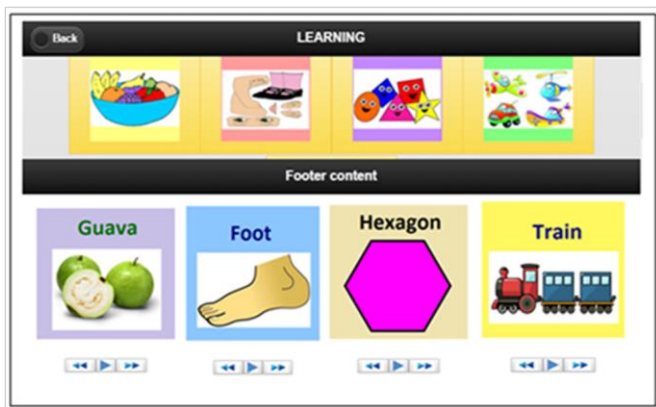 Back
LEARNING
Footer content
Guava
Foot
Hexagon
Train